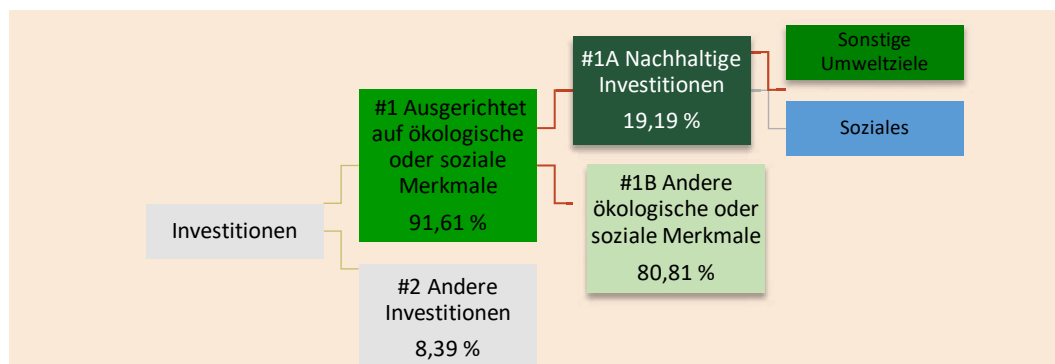 Investitionen
#1 Ausgerichtet
auf ökologische
oder soziale
Merkmale
91,61 %
#2 Andere
Investitionen
8,39 %
#1A Nachhaltige
Investitionen
19,19 %
#1B Andere
ökologische oder
soziale Merkmale
80,81 %
Sonstige
Umweltziele
Soziales